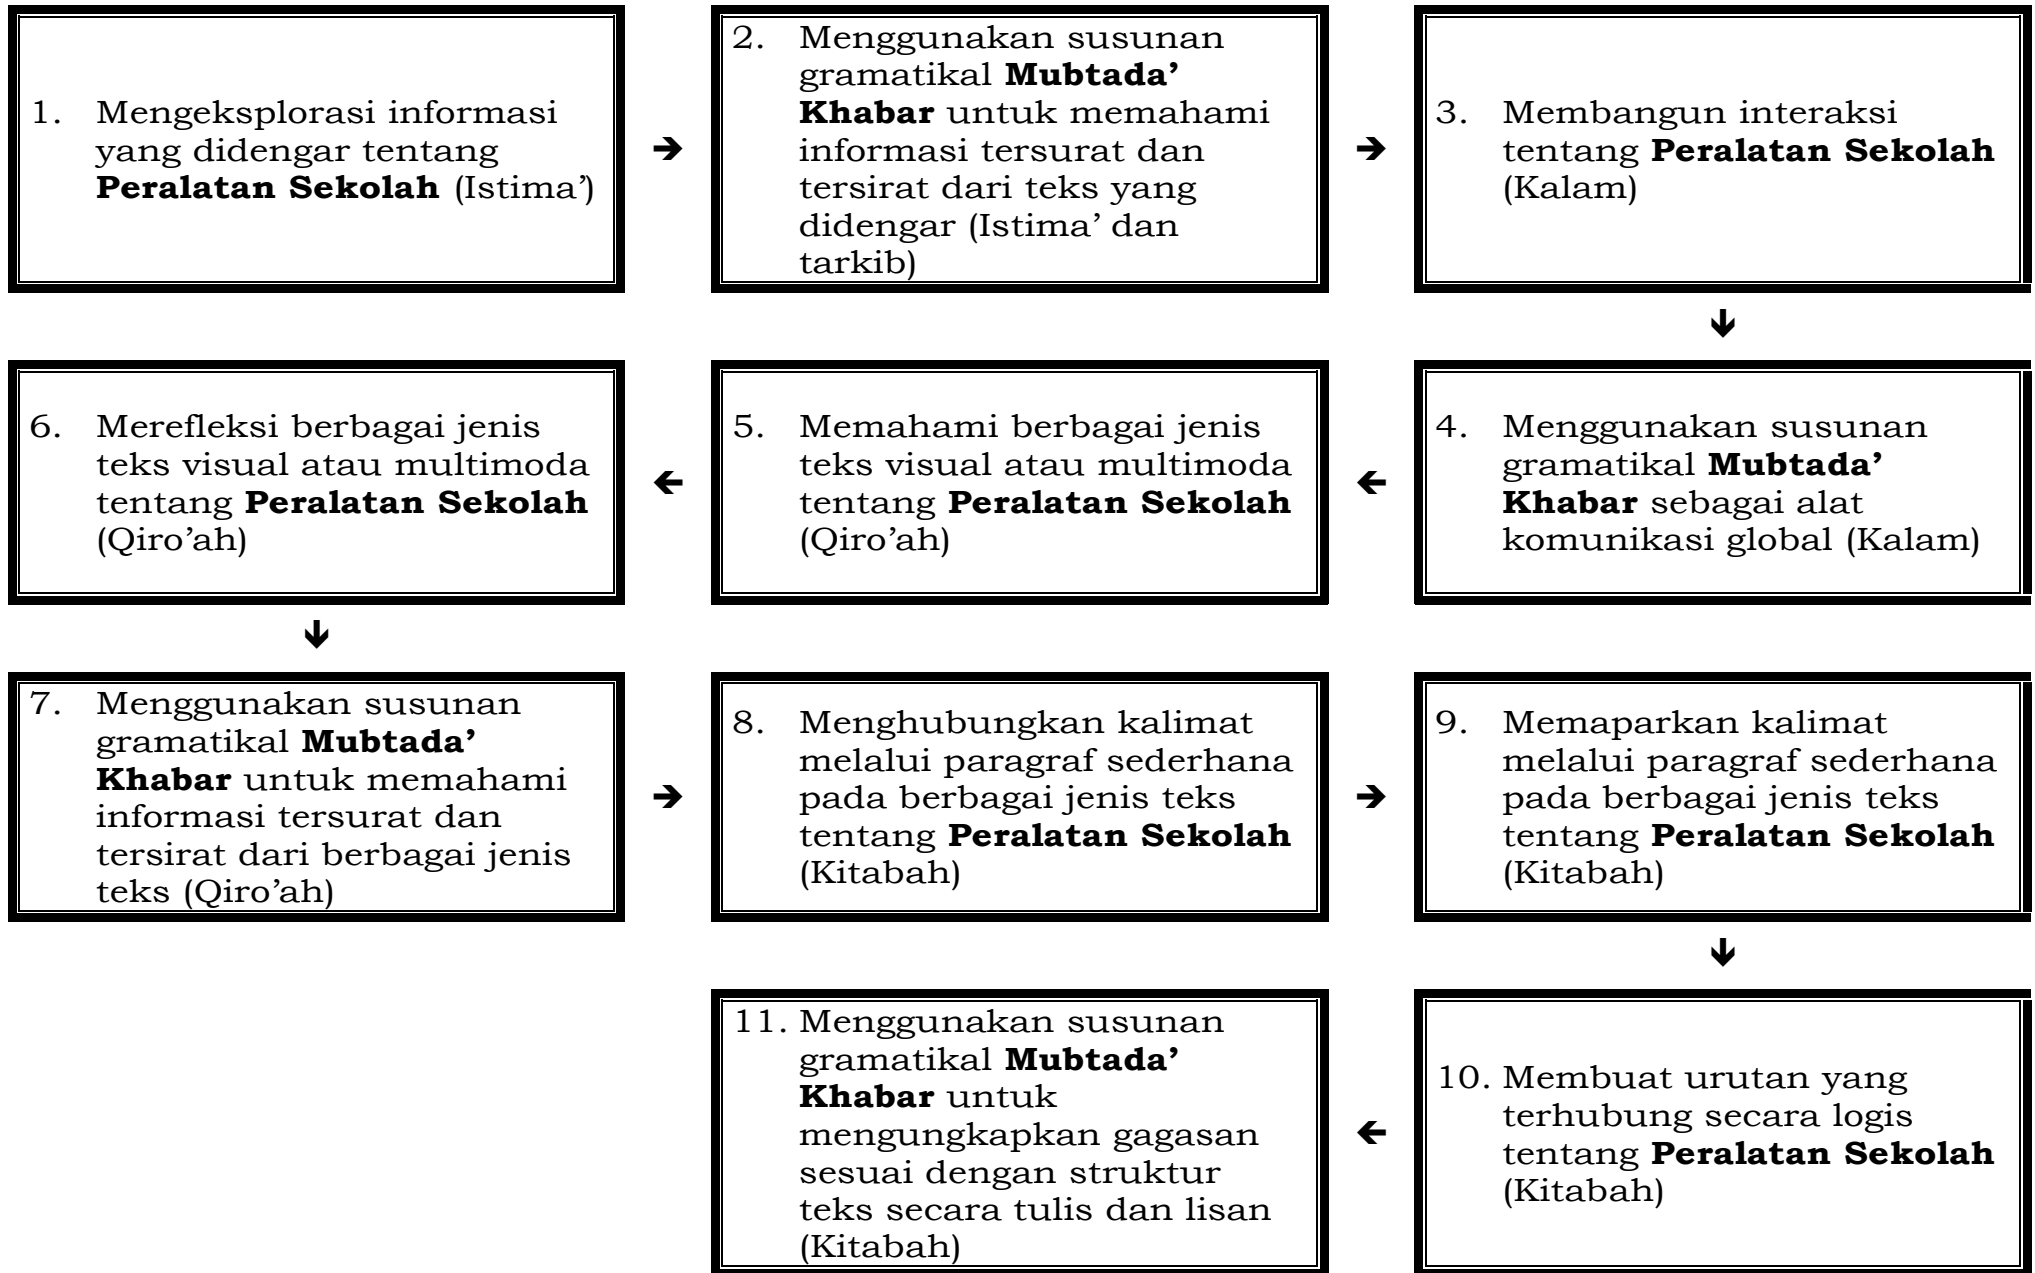 1. Mengeksplorasi informasi
yang didengar tentang
Peralatan Sekolah (Istima’)
➔
2. Menggunakan susunan
gramatikal Mubtada’
Khabar untuk memahami
informasi tersurat dan
tersirat dari teks yang
didengar (Istima’ dan
tarkib)
➔
3. Membangun interaksi
tentang Peralatan Sekolah
(Kalam)
🡫
4. Menggunakan susunan
gramatikal Mubtada’
Khabar sebagai alat
komunikasi global (Kalam)
🡨
5. Memahami berbagai jenis
teks visual atau multimoda
tentang Peralatan Sekolah
(Qiro’ah)
🡨
6. Merefleksi berbagai jenis
teks visual atau multimoda
tentang Peralatan Sekolah
(Qiro’ah)
🡫
7. Menggunakan susunan
gramatikal Mubtada’
Khabar untuk memahami
informasi tersurat dan
tersirat dari berbagai jenis
teks (Qiro’ah)
➔
8. Menghubungkan kalimat
melalui paragraf sederhana
pada berbagai jenis teks
tentang Peralatan Sekolah
(Kitabah)
➔
9. Memaparkan kalimat
melalui paragraf sederhana
pada berbagai jenis teks
tentang Peralatan Sekolah
(Kitabah)
🡫
10. Membuat urutan yang
terhubung secara logis
tentang Peralatan Sekolah
(Kitabah)
🡨
11. Menggunakan susunan
gramatikal Mubtada’
Khabar untuk
mengungkapkan gagasan
sesuai dengan struktur
teks secara tulis dan lisan
(Kitabah)